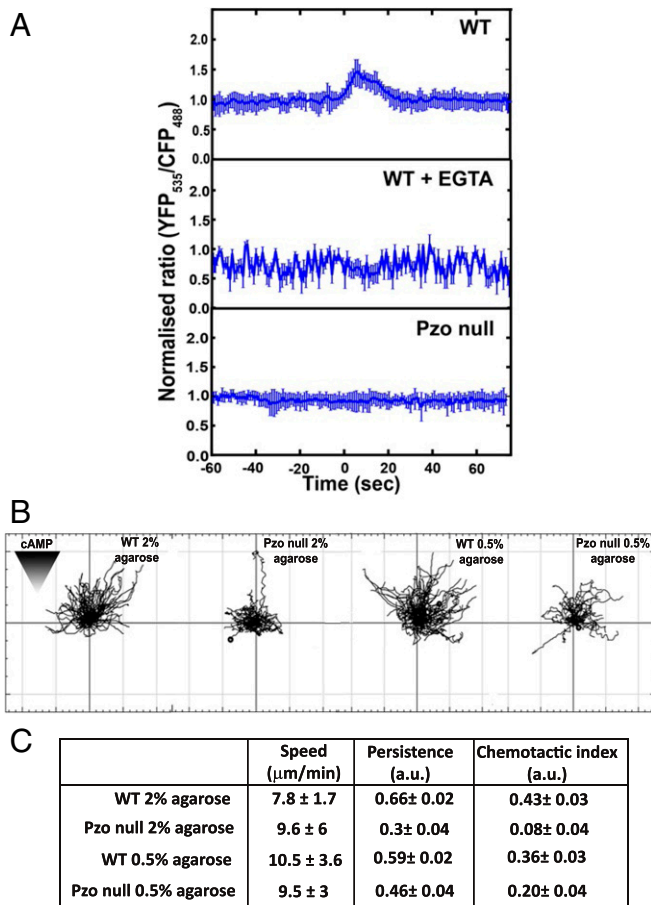 A
WT
2.0
1.5
1.0
0.5
0.0
WT + EGTA
2.0
1.5
1.0
0.5
0.0
Pzo null
2.0
1.5
1.0
0.5
0.0
Normalised ratio (YFP535/CFP488)
-60 -40 -20 0 20 40 60
Time (sec)
B
cAMP
WT 2%
agarose
Pzo null 2%
agarose
WT 0.5%
agarose
Pzo null 0.5%
agarose
C
Speed Persistence Chemotactic index
(μm/min) (a.u.) (a.u.)
WT 2% agarose 7.8 ± 1.7 0.66± 0.02 0.43± 0.03
Pzo null 2% agarose 9.6 ± 6 0.3± 0.04 0.08± 0.04
WT 0.5% agarose 10.5 ± 3.6 0.59± 0.02 0.36± 0.03
Pzo null 0.5% agarose 9.5 ± 3 0.46± 0.04 0.20± 0.04